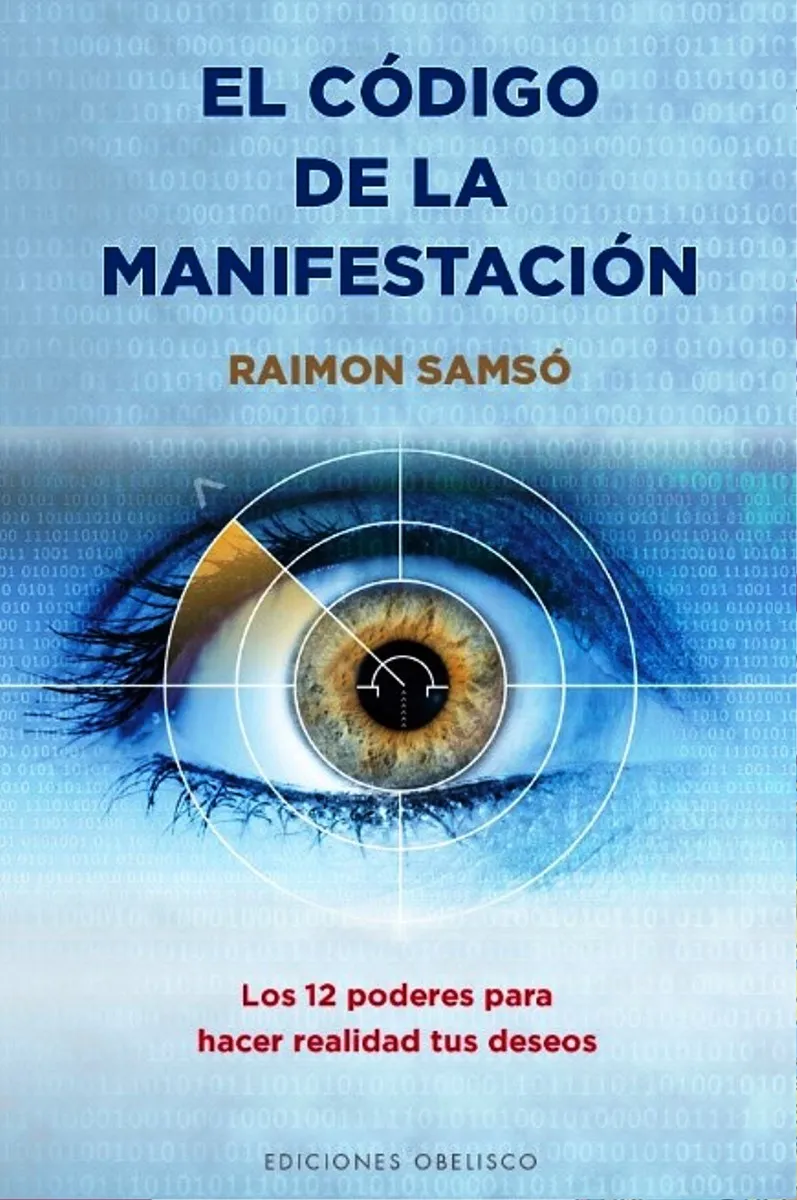 EL CÓDIGO
DE LA
MANIFESTACIÓN
RAIMON SAMSÓ
Los 12 poderes para
hacer realidad tus deseos
EDICIONES OBELISCO